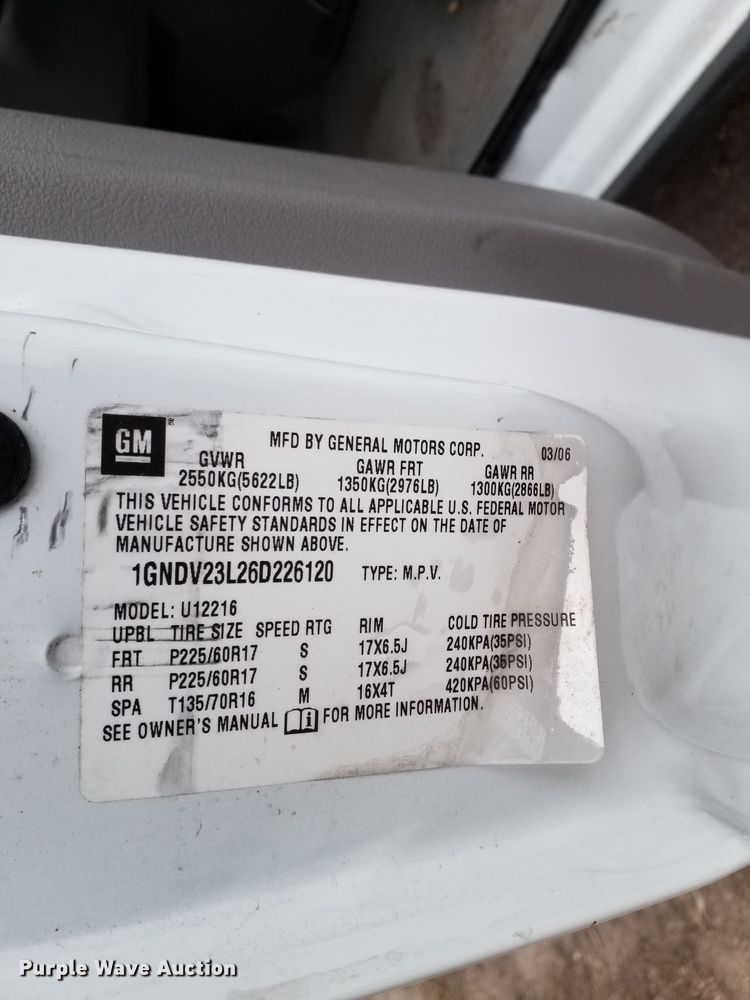 GM ®
MFD BY GENERAL MOTORS CORP. 03/06
GVWR GAWR FRT GAWR RR
2550KG(5622LB) 1350KG(2976LB) 1300KG(2866LB)
THIS VEHICLE CONFORMS TO ALL APPLICABLE U.S. FEDERAL MOTOR
VEHICLE SAFETY STANDARDS IN EFFECT ON THE DATE OF
MANUFACTURE SHOWN ABOVE.
1GNDV23L26D226120 TYPE: M.P.V.
MODEL: U12216
UPBL TIRE SIZE SPEED RTG RIM COLD TIRE PRESSURE
FRT P225/60R17 S 17X6.5J 240KPA(35PSI)
RR P225/60R17 S 17X6.5J 240KPA(35PSI)
SPA T135/70R16 M 16X4T 420KPA(60PSI)
SEE OWNER'S MANUAL i FOR MORE INFORMATION.
Purple Wave Auction